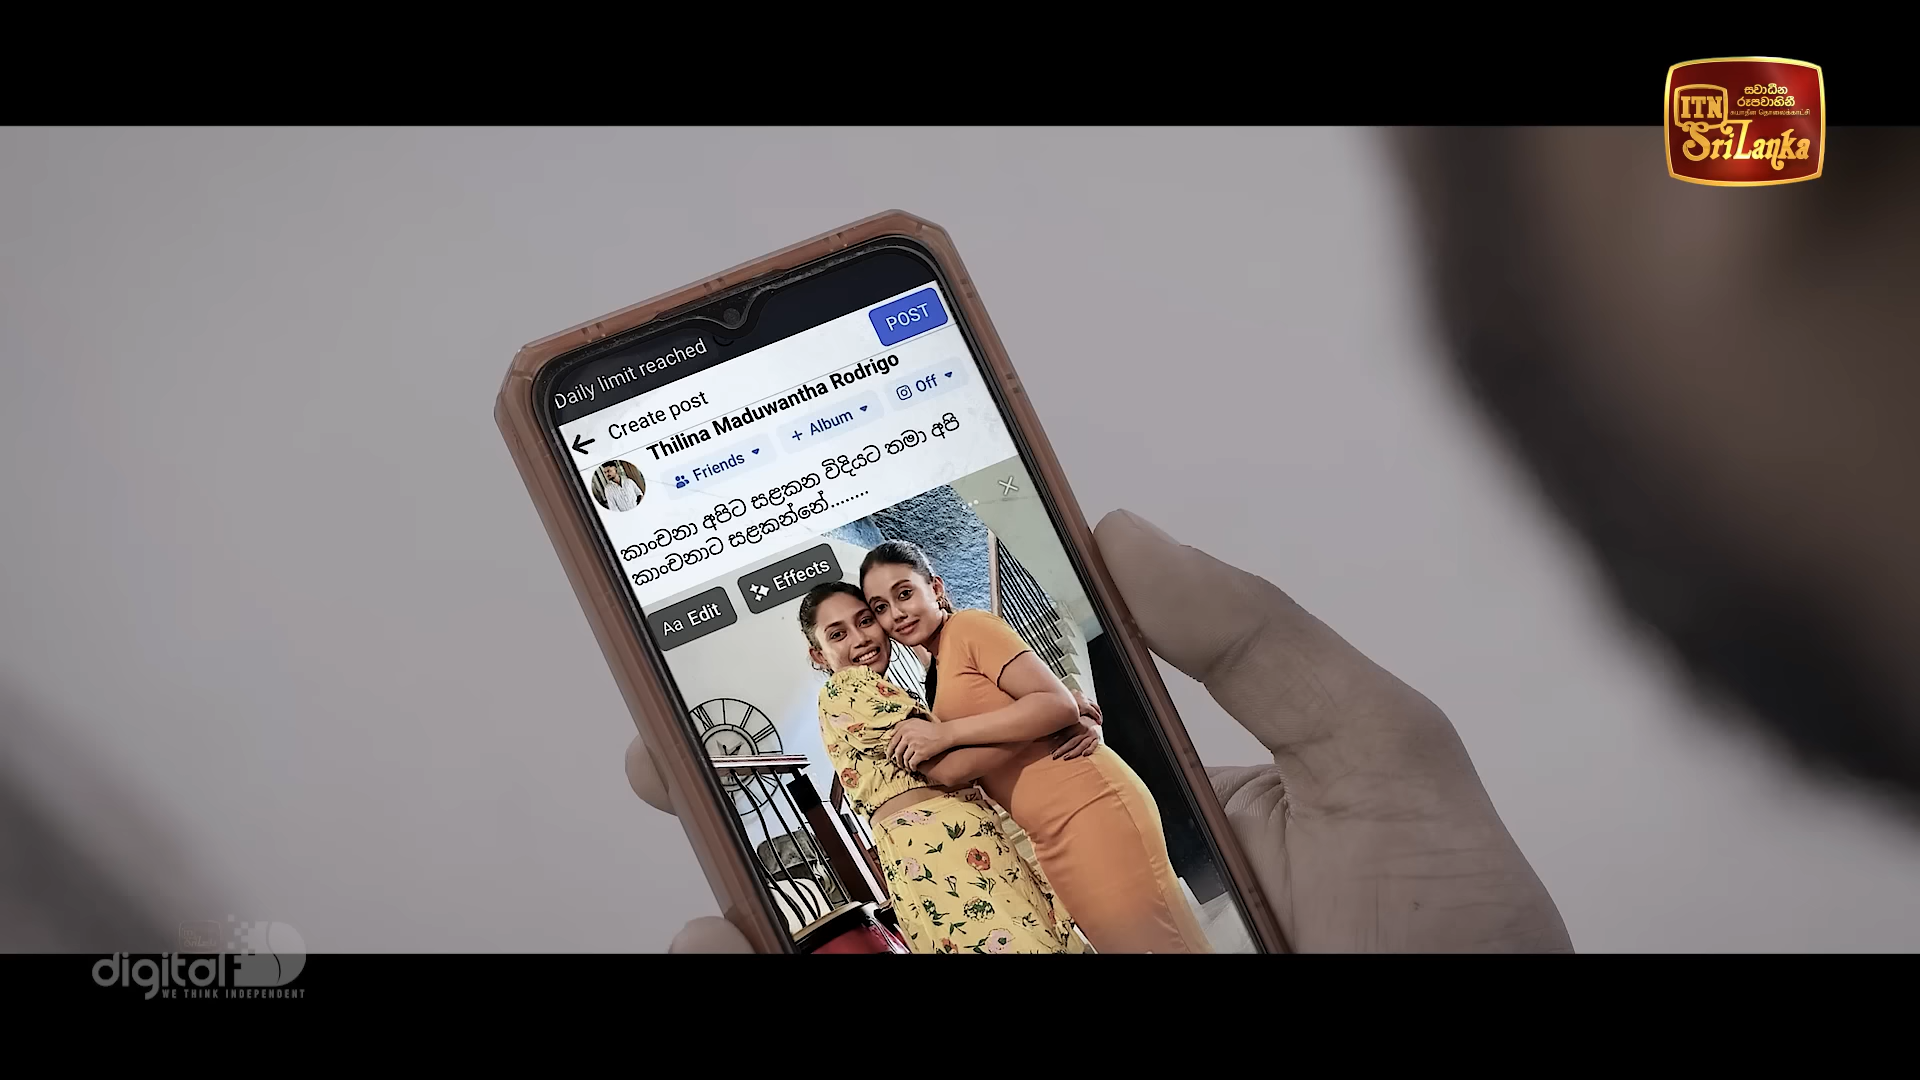 ITN
ස්වාධීන
රූපවාහිනී
சுயாதீன தொலைக்காட்சி
Sri Lanka
Daily limit reached
POST
Create post
Thilina Maduwantha Rodrigo
Friends
+ Album
Off
කාංචනා අපිට සළකන විදියට තමා අපි
කාංචනාට සළකන්නේ........
Aa Edit
Effects
digital
WE THINK INDEPENDENT